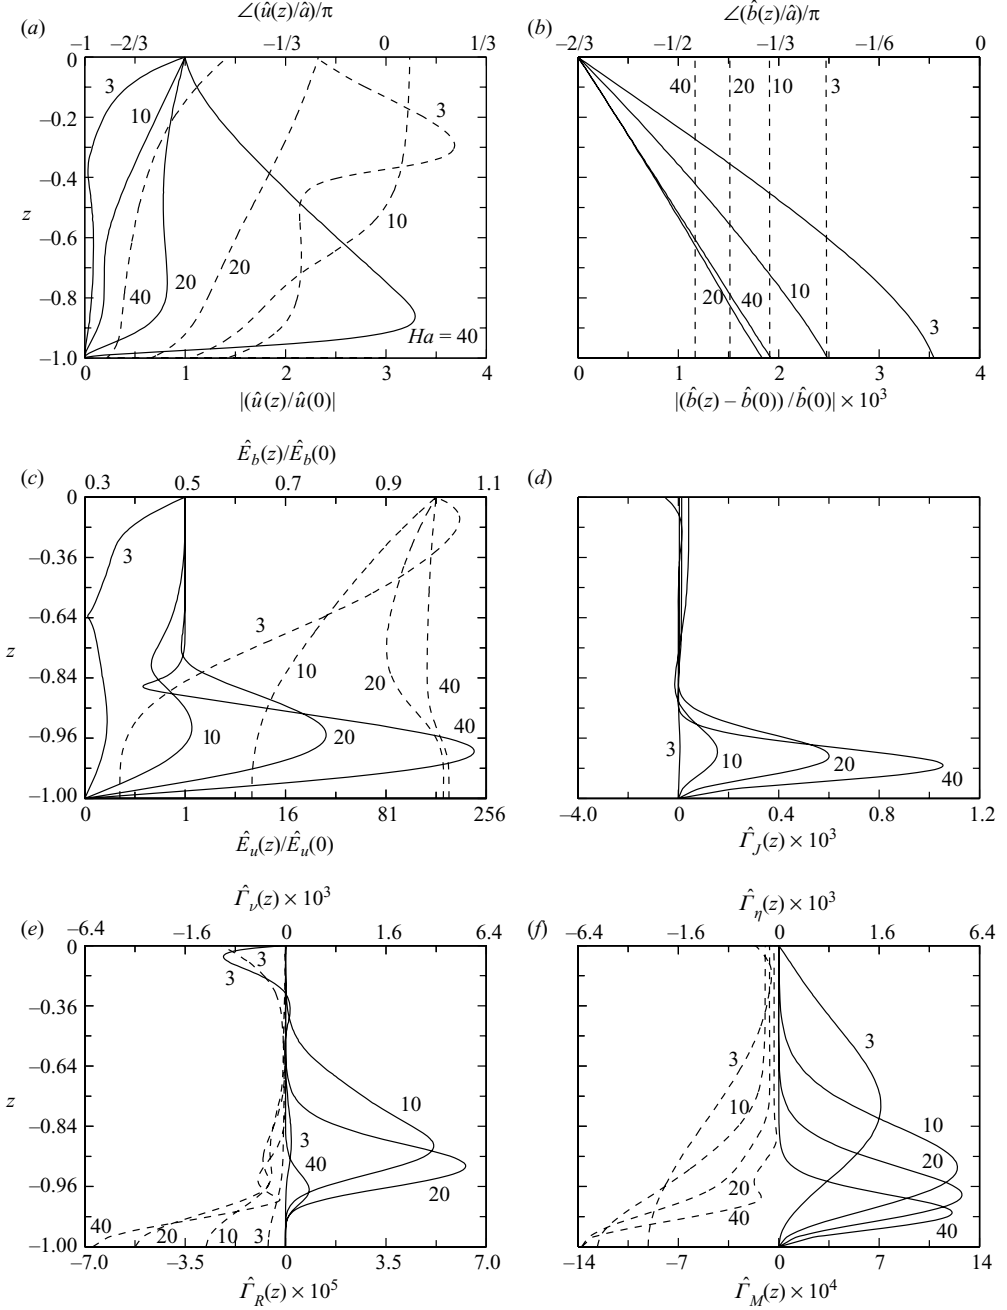 (a)
∠(û(z)/â)/π
−1 −2/3 −1/3 0 1/3
0
−0.2
−0.4
−0.6
−0.8
−1.0
z
3
10
40
20
20
3
10
Ha = 40
0 1 2 3 4
|(û(z)/û(0)|
(b)
∠(b̂(z)/â)/π
−2/3 −1/2 −1/3 −1/6 0
40 20 10 3
20 40 10 3
0 1 2 3 4
|(b̂(z) − b̂(0))/b̂(0)| × 10³
(c)
Ê_b(z)/Ê_b(0)
0.3 0.5 0.7 0.9 1.1
0
−0.36
−0.64
−0.84
−0.96
−1.00
z
3
3
10
20
40
10
20
40
0 1 16 81 256
Ê_u(z)/Ê_u(0)
(d)
3
10
20
40
−4.0 0 0.4 0.8 1.2
Γ̂_J(z) × 10³
(e)
Γ̂_ν(z) × 10³
−6.4 −1.6 0 1.6 6.4
0
−0.36
−0.64
−0.84
−0.96
−1.00
z
3
3
10
3
40
20
40 20 10 3
−7.0 −3.5 0 3.5 7.0
Γ̂_R(z) × 10⁵
(f)
Γ̂_η(z) × 10³
−6.4 −1.6 0 1.6 6.4
3
3
10
10
20
20
40
40
−14 −7 0 7 14
Γ̂_M(z) × 10⁴